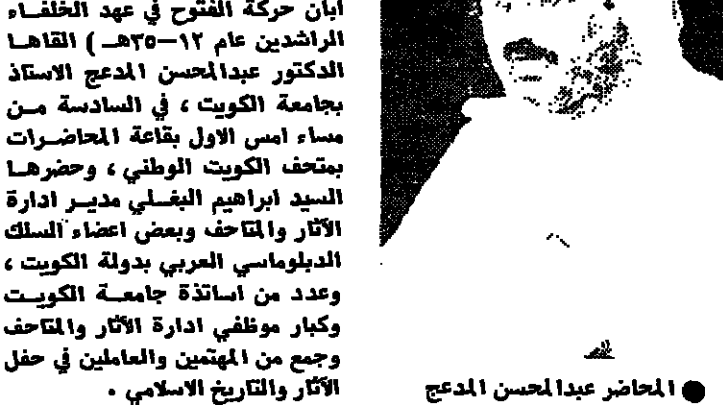 ابان حركة الفتوح في عهد الخلفاء
الراشدين عام ١٢—٣٥هـ ) القاها
الدكتور عبدالمحسن المدعج الاستاذ
بجامعة الكويت ، في السادسة من
مساء امس الاول بقاعة المحاضرات
بمتحف الكويت الوطني ، وحضرها
السيد ابراهيم البغلي مدير ادارة
الآثار والمتاحف وبعض اعضاء السلك
الدبلوماسي العربي بدولة الكويت ،
وعدد من اساتذة جامعة الكويت
وكبار موظفي ادارة الآثار والمتاحف
وجمع من المهتمين والعاملين في حفل
الآثار والتاريخ الاسلامي .
● المحاضر عبدالمحسن المدعج